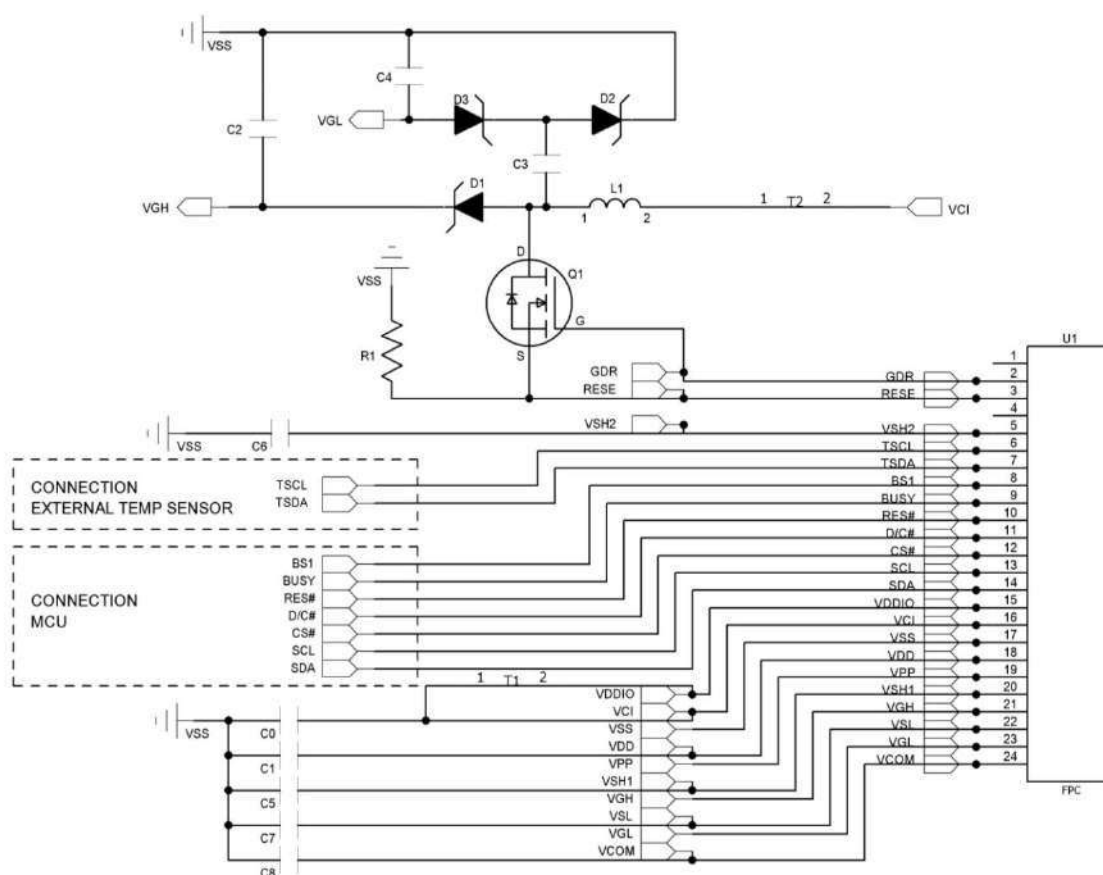 VSS
C4
D3
D2
VGL
C2
C3
D1
L1
VGH
1 2
1 T2 2
VCI
D
Q1
VSS
G
R1
S
U1
GDR
RESE
GDR
RESE
1
2
3
4
VSH2
VSH2
5
VSS
C6
TSCL
6
TSDA
7
CONNECTION
EXTERNAL TEMP SENSOR
TSCL
TSDA
BS1
8
BUSY
9
RES#
10
D/C#
11
CS#
12
SCL
13
SDA
14
VDDIO
15
VCI
16
VSS
17
VDD
18
VPP
19
VSH1
20
VGH
21
VSL
22
VGL
23
VCOM
24
FPC
CONNECTION
MCU
BS1
BUSY
RES#
D/C#
CS#
SCL
SDA
1 T1 2
VSS
C0
C1
C5
C7
C8
VDDIO
VCI
VSS
VDD
VPP
VSH1
VGH
VSL
VGL
VCOM